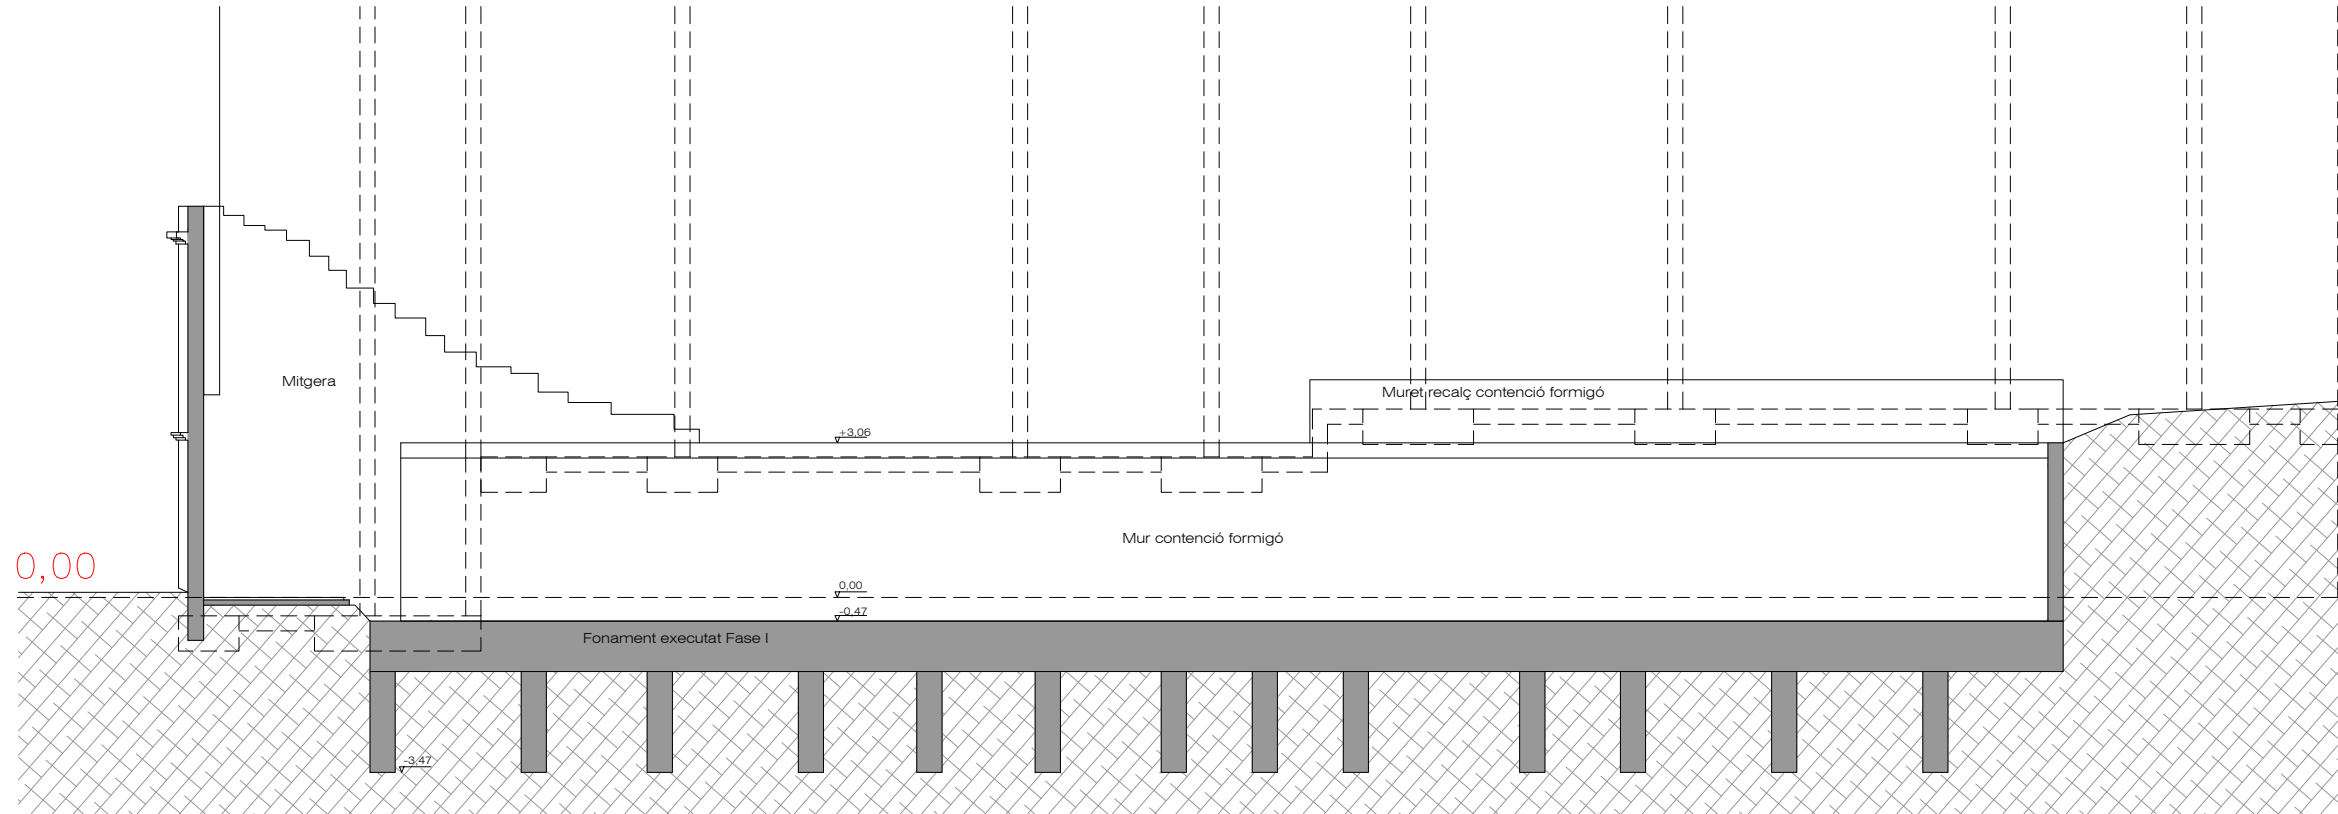 Mitgera
Muret recalç contenció formigó
+3,06
Mur contenció formigó
0,00
0,00
-0,47
Fonament executat Fase I
-3,47